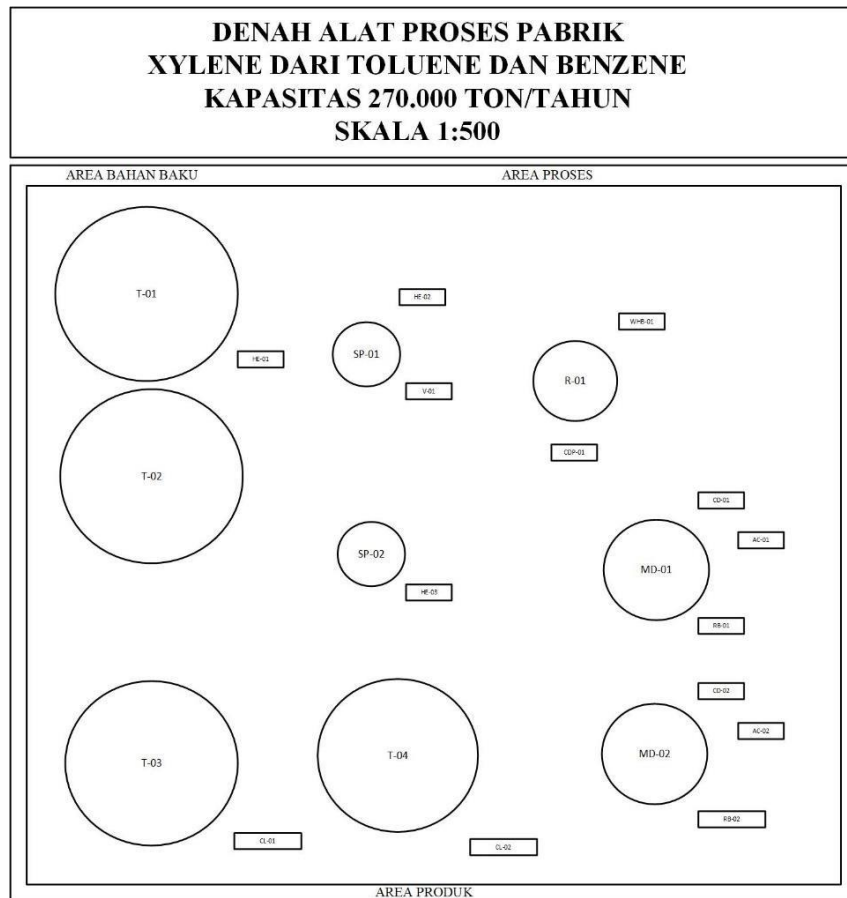 DENAH ALAT PROSES PABRIK
XYLENE DARI TOLUENE DAN BENZENE
KAPASITAS 270.000 TON/TAHUN
SKALA 1:500
AREA BAHAN BAKU
AREA PROSES
T-01
HE-01
HE-02
SP-01
V-01
WHB-01
R-01
CDP-01
T-02
SP-02
HE-03
CD-01
AC-01
MD-01
RB-01
T-03
CL-01
T-04
CL-02
CD-02
AC-02
MD-02
RB-02
AREA PRODUK